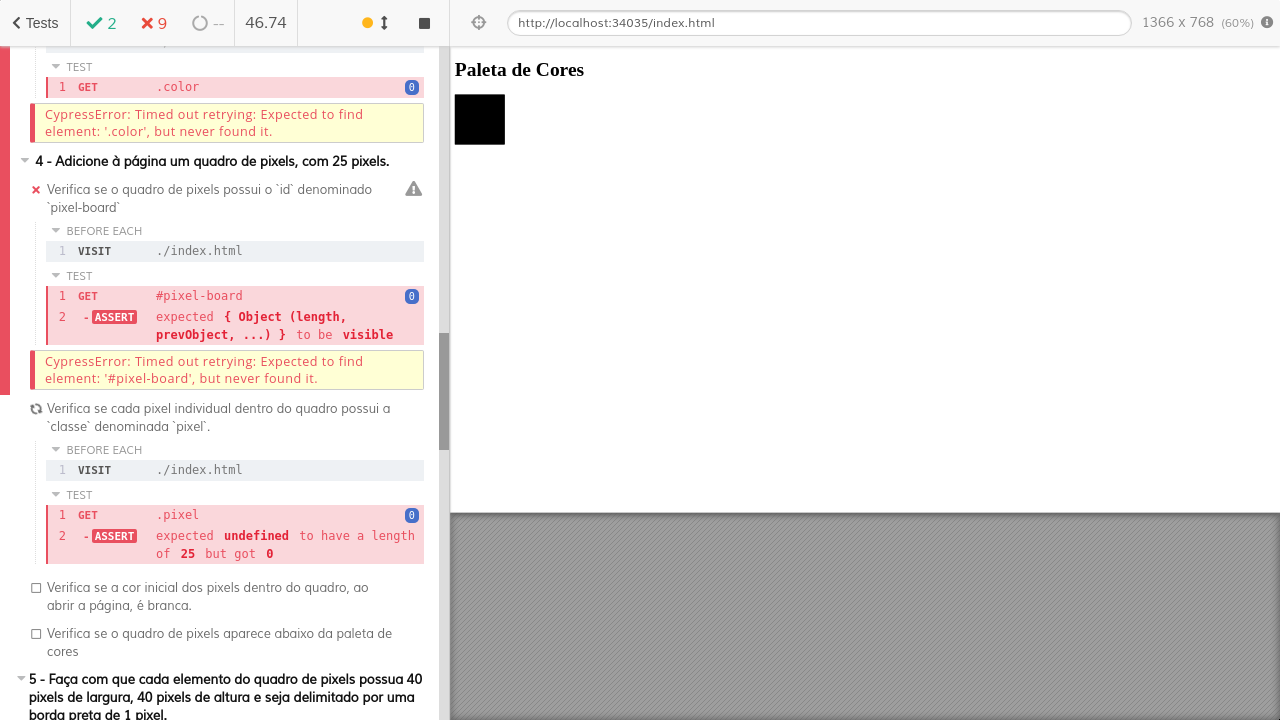 Tests
2
9
--
46.74
http://localhost:34035/index.html
1366 x 768 (60%)
TEST
1 GET .color 0
CypressError: Timed out retrying: Expected to find
element: '.color', but never found it.
4 - Adicione à página um quadro de pixels, com 25 pixels.
Verifica se o quadro de pixels possui o `id` denominado
`pixel-board`
BEFORE EACH
1 VISIT ./index.html
TEST
1 GET #pixel-board 0
2 - ASSERT expected { Object (length,
prevObject, ...) } to be visible
CypressError: Timed out retrying: Expected to find
element: '#pixel-board', but never found it.
Verifica se cada pixel individual dentro do quadro possui a
`classe` denominada `pixel`.
BEFORE EACH
1 VISIT ./index.html
TEST
1 GET .pixel 0
2 - ASSERT expected undefined to have a length
of 25 but got 0
Verifica se a cor inicial dos pixels dentro do quadro, ao
abrir a página, é branca.
Verifica se o quadro de pixels aparece abaixo da paleta de
cores
5 - Faça com que cada elemento do quadro de pixels possua 40
pixels de largura, 40 pixels de altura e seja delimitado por uma
borda preta de 1 pixel.
Paleta de Cores